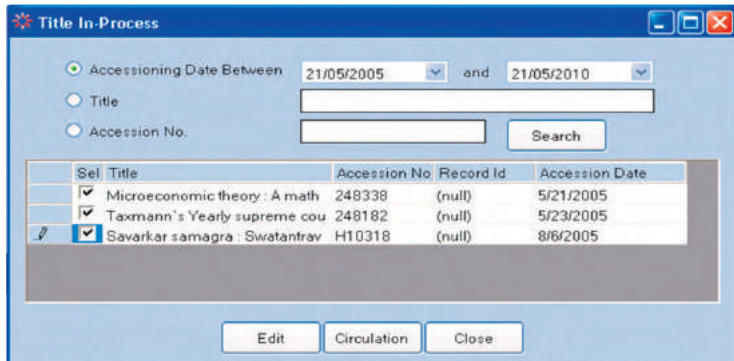 Title In-Process
Accessioning Date Between 21/05/2005 and 21/05/2010
Title
Accession No. Search
Sel Title Accession No Record Id Accession Date
Microeconomic theory : A math 248338 (null) 5/21/2005
Taxmann`s Yearly supreme cou 248182 (null) 5/23/2005
Savarkar samagra : Swatantrav H10318 (null) 8/6/2005
Edit Circulation Close